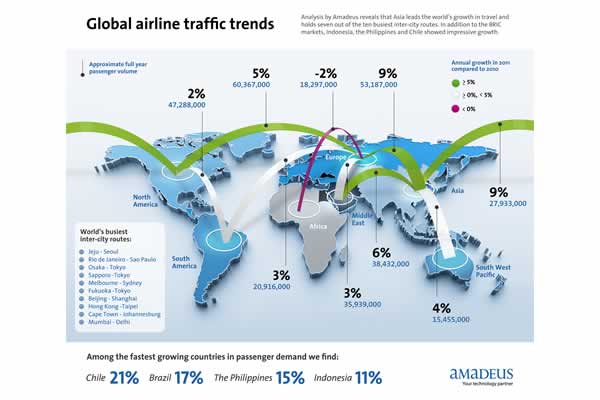 Global airline traffic trends
Analysis by Amadeus reveals that Asia leads the world's growth in travel and
holds seven out of the ten busiest inter-city routes. In addition to the BRIC
markets, Indonesia, the Philippines and Chile showed impressive growth.
Approximate full year
passenger volume
Annual growth in 2011
compared to 2010
≥ 5%
≥ 0%, < 5%
< 0%
2%
47,288,000
5%
60,367,000
-2%
18,297,000
9%
53,187,000
North
America
Europe
Asia
9%
27,933,000
Middle
East
Africa
South
America
South West
Pacific
6%
38,432,000
3%
20,916,000
3%
35,939,000
4%
15,455,000
World's busiest
inter-city routes:
Jeju - Seoul
Rio de Janeiro - Sao Paulo
Osaka - Tokyo
Sapporo -Tokyo
Melbourne - Sydney
Fukuoka -Tokyo
Beijing - Shanghai
Hong Kong -Taipei
Cape Town - Johannesburg
Mumbai - Delhi
Among the fastest growing countries in passenger demand we find:
Chile 21% Brazil 17% The Philippines 15% Indonesia 11%
amadeus
Your technology partner